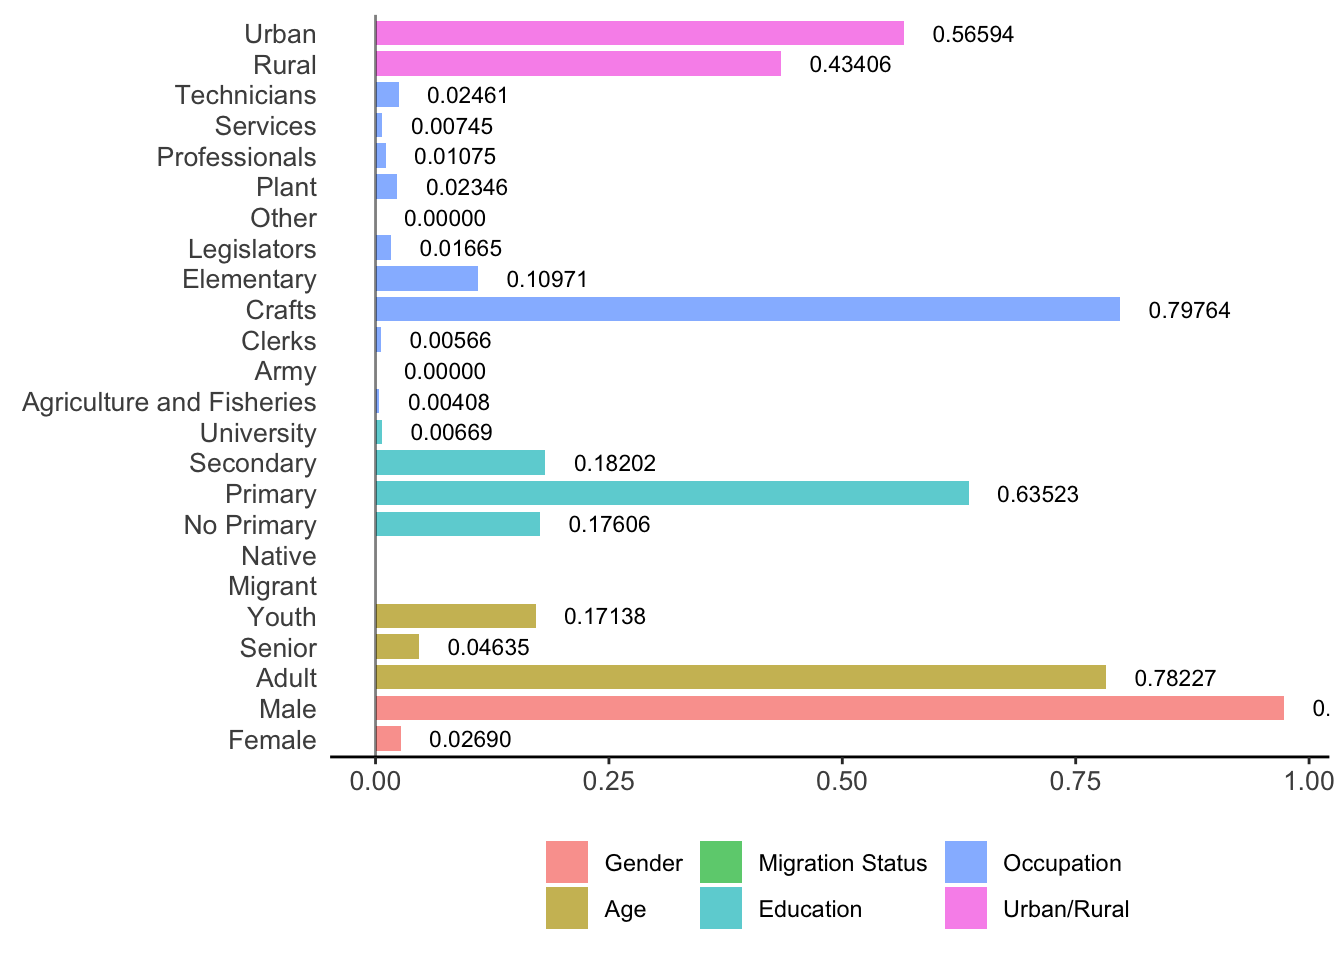 Urban 0.56594
Rural 0.43406
Technicians 0.02461
Services 0.00745
Professionals 0.01075
Plant 0.02346
Other 0.00000
Legislators 0.01665
Elementary 0.10971
Crafts 0.79764
Clerks 0.00566
Army 0.00000
Agriculture and Fisheries 0.00408
University 0.00669
Secondary 0.18202
Primary 0.63523
No Primary 0.17606
Native
Migrant
Youth 0.17138
Senior 0.04635
Adult 0.78227
Male 0.
Female 0.02690
0.00 0.25 0.50 0.75 1.00
Gender Migration Status Occupation
Age Education Urban/Rural